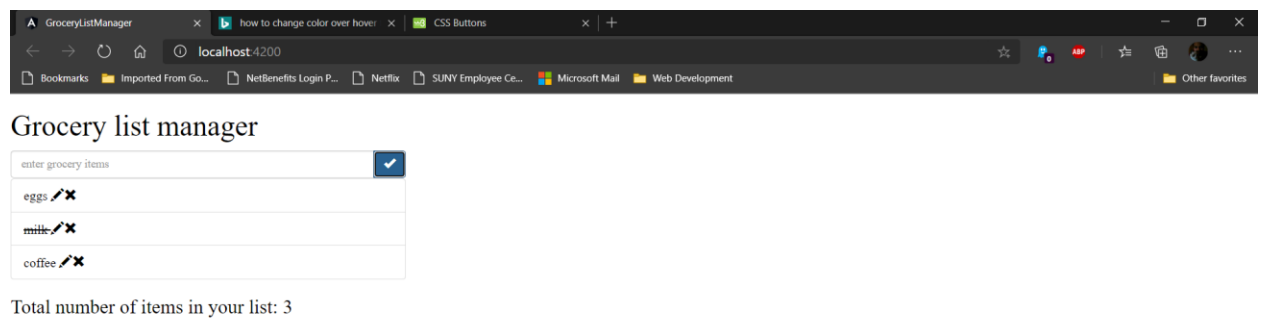 GroceryListManager how to change color over hover CSS Buttons
localhost:4200 ABP 0
Bookmarks Imported From Go... NetBenefits Login P... Netflix SUNY Employee Ce... Microsoft Mail Web Development Other favorites
Grocery list manager
enter grocery items
eggs
milk
coffee
Total number of items in your list: 3